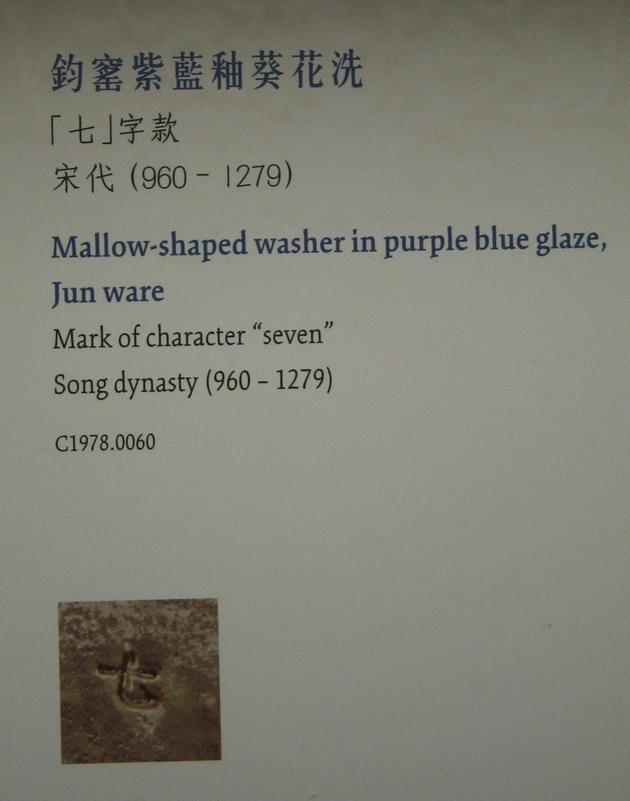 鈞窰紫藍釉葵花洗
「七」字款
宋代 (960 - 1279)
Mallow-shaped washer in purple blue glaze,
Jun ware
Mark of character “seven”
Song dynasty (960 – 1279)
C1978.0060
七